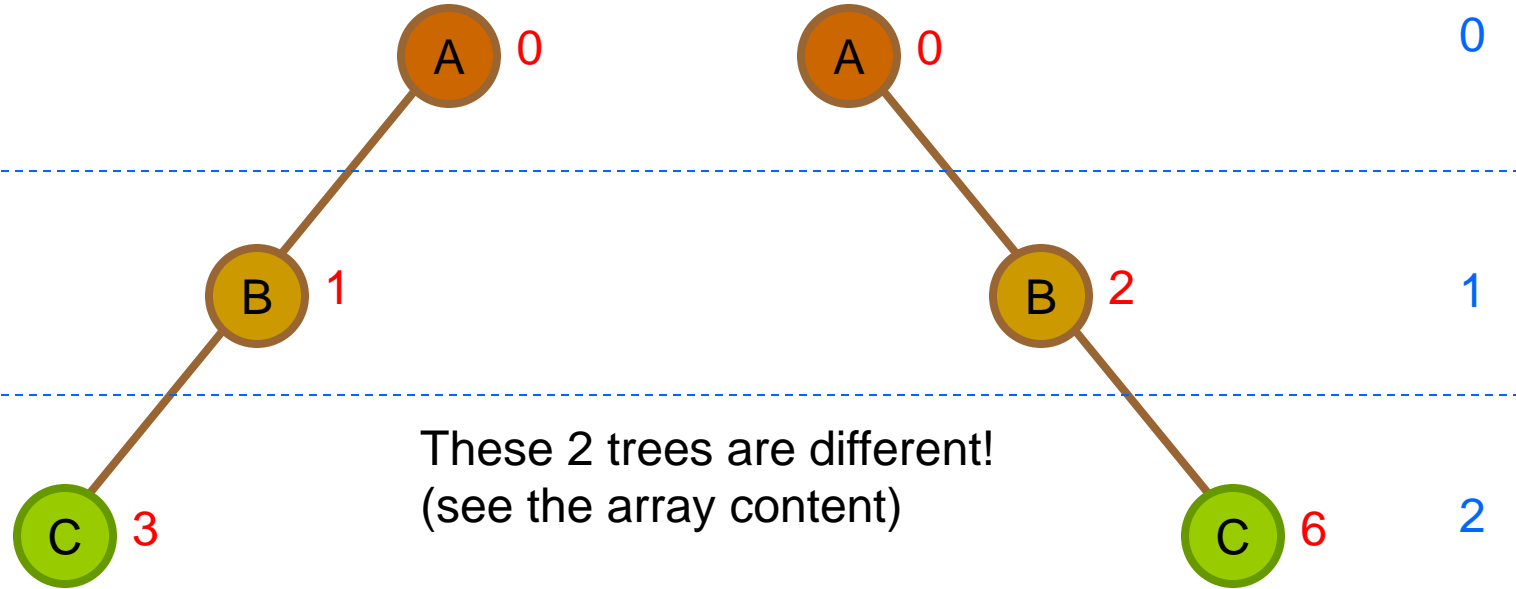 A 0 A 0 0
B 1 B 2 1
These 2 trees are different!
(see the array content)
C 3 C 6 2